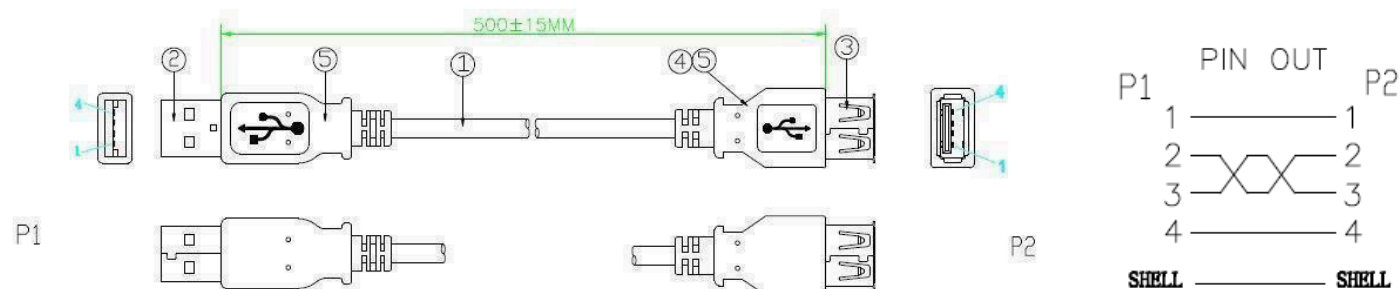 500±15MM
② ⑤ ① ④⑤ ③
4
1
4
1
P1
P2
PIN OUT
P1 P2
1 1
2 2
3 3
4 4
SHELL SHELL